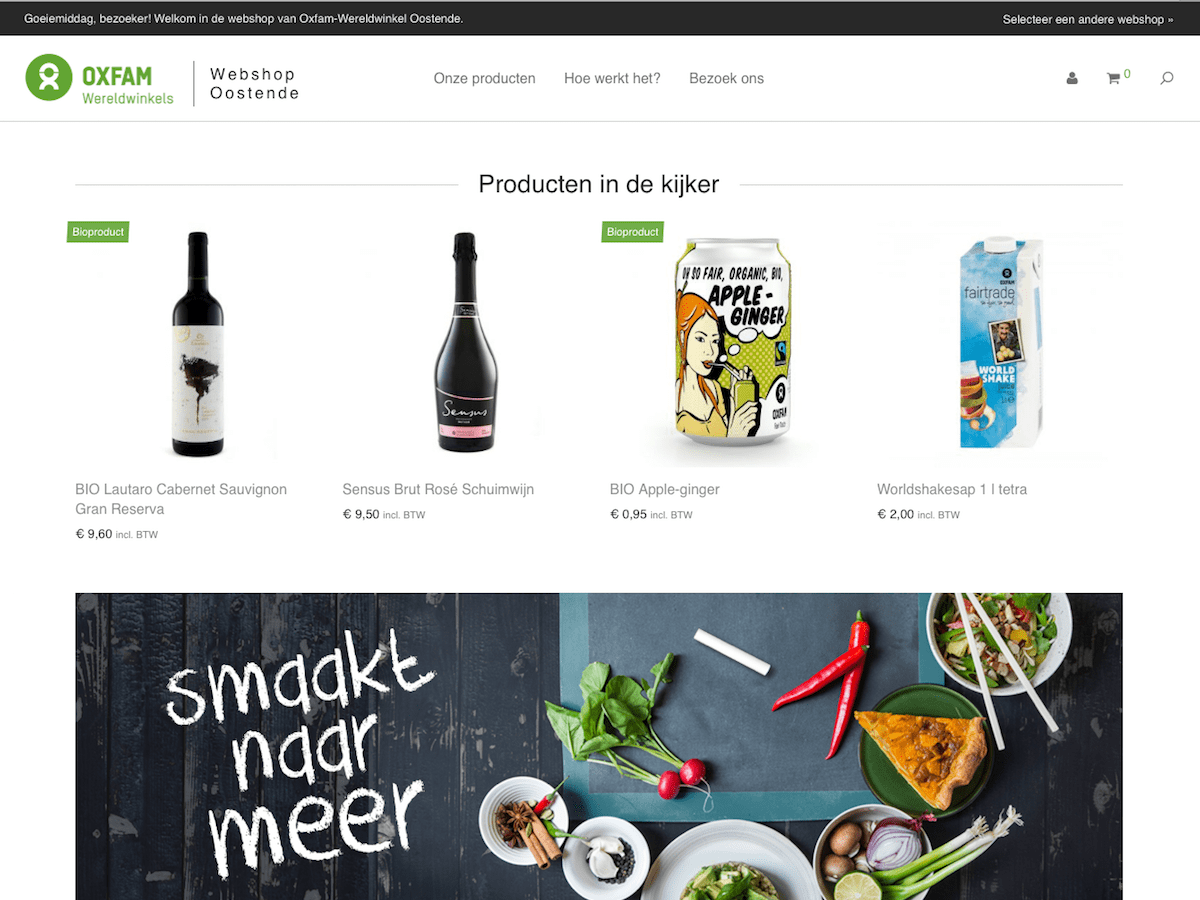 Goeiemiddag, bezoeker! Welkom in de webshop van Oxfam-Wereldwinkel Oostende.
Selecteer een andere webshop »
OXFAM
Wereldwinkels
Webshop
Oostende
Onze producten
Hoe werkt het?
Bezoek ons
0
Producten in de kijker
Bioproduct
Sensus
Bioproduct
OH SO FAIR, ORGANIC, BIO,
APPLE-
GINGER
OXFAM
OXFAM
fairtrade
WORLD
SHAKE
BIO Lautaro Cabernet Sauvignon
Gran Reserva
€ 9,60 incl. BTW
Sensus Brut Rosé Schuimwijn
€ 9,50 incl. BTW
BIO Apple-ginger
€ 0,95 incl. BTW
Worldshakesap 1 l tetra
€ 2,00 incl. BTW
smaakt
naar
meer